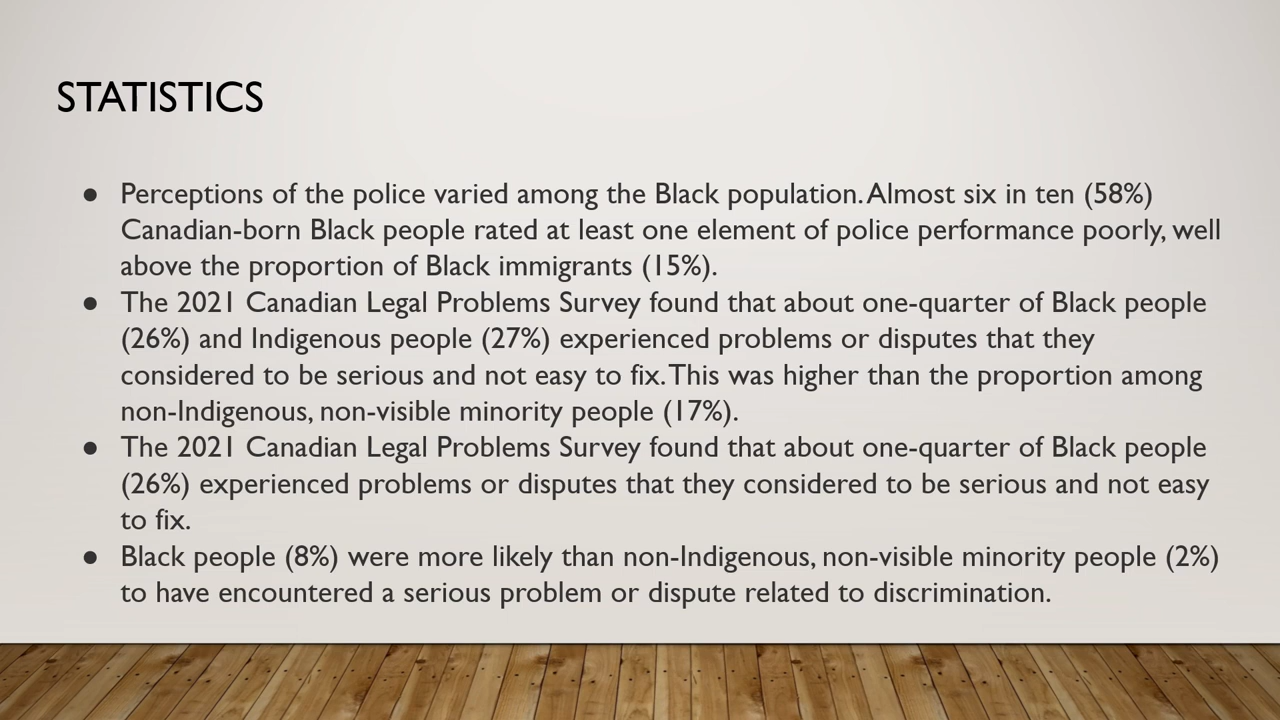 STATISTICS
● Perceptions of the police varied among the Black population. Almost six in ten (58%)
Canadian-born Black people rated at least one element of police performance poorly, well
above the proportion of Black immigrants (15%).
● The 2021 Canadian Legal Problems Survey found that about one-quarter of Black people
(26%) and Indigenous people (27%) experienced problems or disputes that they
considered to be serious and not easy to fix. This was higher than the proportion among
non-Indigenous, non-visible minority people (17%).
● The 2021 Canadian Legal Problems Survey found that about one-quarter of Black people
(26%) experienced problems or disputes that they considered to be serious and not easy
to fix.
● Black people (8%) were more likely than non-Indigenous, non-visible minority people (2%)
to have encountered a serious problem or dispute related to discrimination.